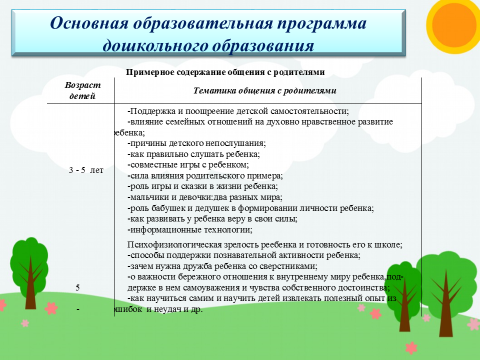 Основная образовательная программа
дошкольного образования
Примерное содержание общения с родителями
Возраст
детей
Тематика общения с родителями
3 - 5 лет
-Поддержка и поощрение детской самостоятельности;
-влияние семейных отношений на духовно нравственное развитие
ребенка;
-причины детского непослушания;
-как правильно слушать ребенка;
-совместные игры с ребенком;
-сила влияния родительского примера;
-роль игры и сказки в жизни ребенка;
-мальчики и девочки:два разных мира;
-роль бабушек и дедушек в формировании личности ребенка;
-как развивать у ребенка веру в свои силы;
-информационные технологии;
5
-
Психофизиологическая зрелость реебенка и готовность его к школе;
-способы поддержки познавательной активности ребенка;
-зачем нужна дружба ребенка со сверстниками;
-о важности бережного отношения к внутреннему миру ребенка,под-
держке в нем самоуважения и чувства собственного достоинства;
-как научиться самим и научить детей извлекать полезный опыт из
ошибок и неудач и др.